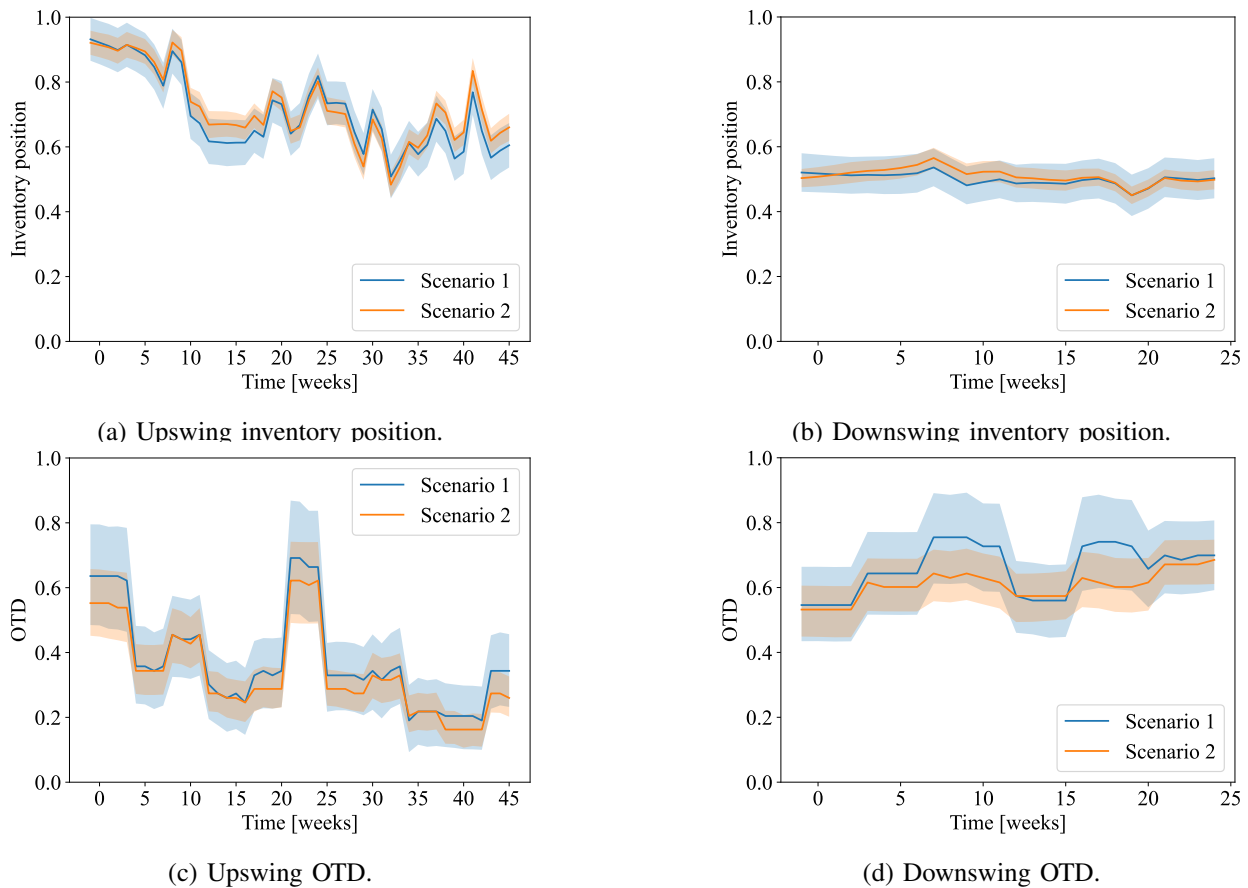 1.0
0.8
0.6
0.4
0.2
0.0
Inventory position
Scenario 1
Scenario 2
0 5 10 15 20 25 30 35 40 45
Time [weeks]
(a) Upswing inventory position.
1.0
0.8
0.6
0.4
0.2
0.0
Inventory position
Scenario 1
Scenario 2
0 5 10 15 20 25
Time [weeks]
(b) Downswing inventory position.
1.0
0.8
0.6
0.4
0.2
0.0
OTD
Scenario 1
Scenario 2
0 5 10 15 20 25 30 35 40 45
Time [weeks]
(c) Upswing OTD.
1.0
0.8
0.6
0.4
0.2
0.0
OTD
Scenario 1
Scenario 2
0 5 10 15 20 25
Time [weeks]
(d) Downswing OTD.